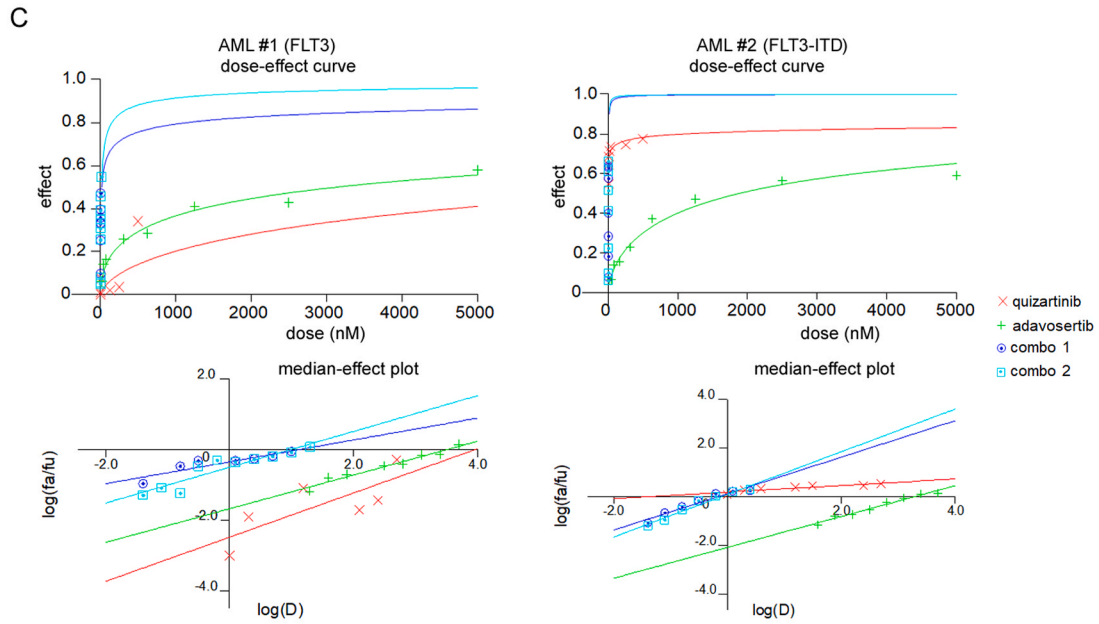 C
AML #1 (FLT3)
dose-effect curve
1.0
0.8
0.6
0.4
0.2
0
effect
0 1000 2000 3000 4000 5000
dose (nM)
AML #2 (FLT3-ITD)
dose-effect curve
1.0
0.8
0.6
0.4
0.2
0
effect
0 1000 2000 3000 4000 5000
dose (nM)
quizartinib
adavosertib
combo 1
combo 2
median-effect plot
2.0
-2.0 0.0 2.0 4.0
-2.0
-4.0
log(fa/fu)
log(D)
median-effect plot
4.0
2.0
-2.0 0.0 2.0 4.0
-2.0
-4.0
log(fa/fu)
log(D)